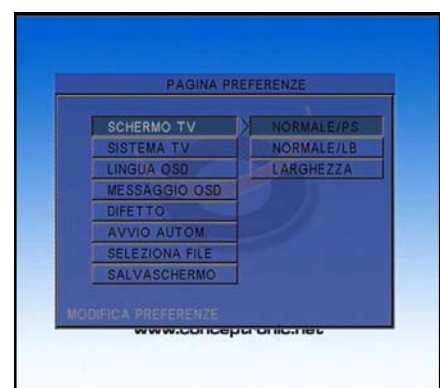 PAGINA PREFERENZE
SCHERMO TV
NORMALE/PS
SISTEMA TV
NORMALE/LB
LINGUA OSD
LARGHEZZA
MESSAGGIO OSD
DIFETTO
AVVIO AUTOM
SELEZIONA FILE
SALVASCHERMO
MODIFICA PREFERENZE
www.conceptronic.net